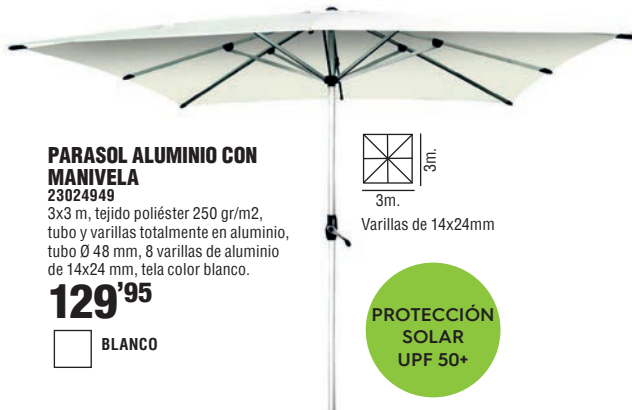 PARASOL ALUMINIO CON
MANIVELA
23024949
3x3 m, tejido poliéster 250 gr/m2,
tubo y varillas totalmente en aluminio,
tubo Ø 48 mm, 8 varillas de aluminio
de 14x24 mm, tela color blanco.
129'95
BLANCO
3m.
3m.
Varillas de 14x24mm
PROTECCIÓN
SOLAR
UPF 50+